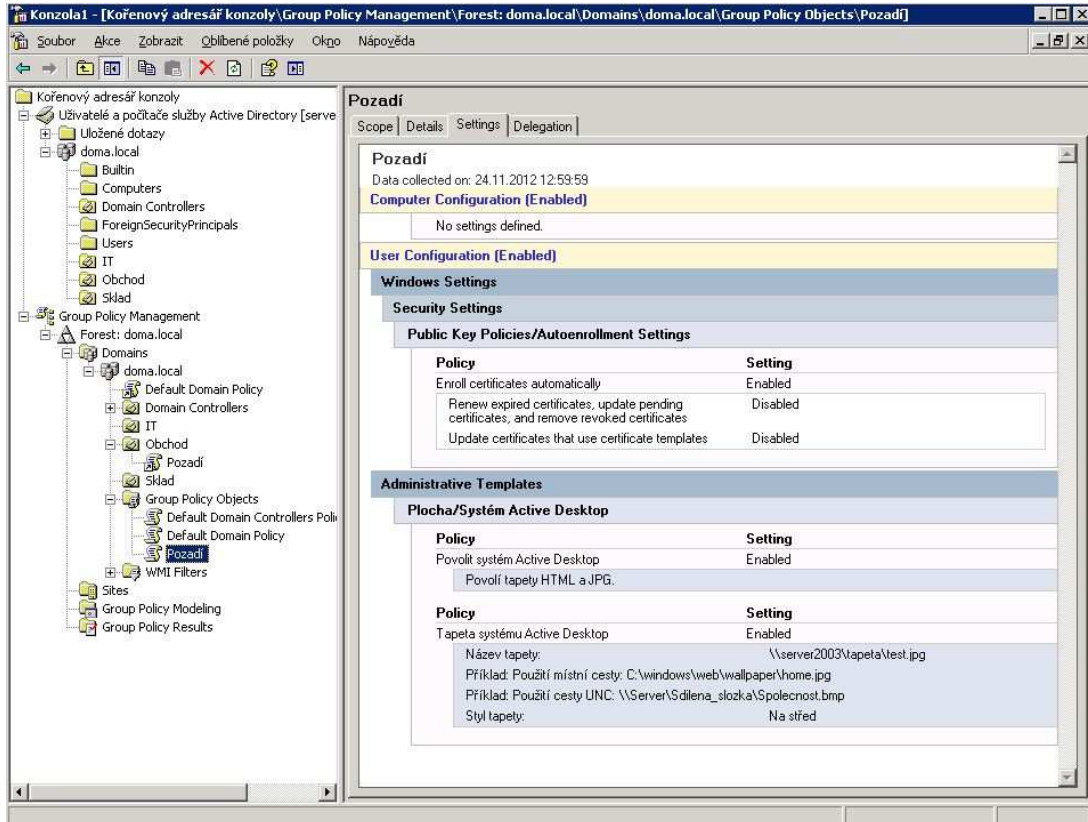 Konzola1 - [Kořenový adresář konzoly\Group Policy Management\Forest: doma.local\Domains\doma.local\Group Policy Objects\Pozadí]
Soubor Akce Zobrazit Oblíbené položky Okno Nápověda
Kořenový adresář konzoly
Uživatelé a počítače služby Active Directory [serve
Uložené dotazy
doma.local
Builtin
Computers
Domain Controllers
ForeignSecurityPrincipals
Users
IT
Obchod
Sklad
Group Policy Management
Forest: doma.local
Domains
doma.local
Default Domain Policy
Domain Controllers
IT
Obchod
Pozadí
Sklad
Group Policy Objects
Default Domain Controllers Poli
Default Domain Policy
Pozadí
WMI Filters
Sites
Group Policy Modeling
Group Policy Results
Pozadí
Scope Details Settings Delegation
Pozadí
Data collected on: 24.11.2012 12:59:59
Computer Configuration (Enabled)
No settings defined.
User Configuration (Enabled)
Windows Settings
Security Settings
Public Key Policies/Autoenrollment Settings
Policy Setting
Enroll certificates automatically Enabled
Renew expired certificates, update pending Disabled
certificates, and remove revoked certificates
Update certificates that use certificate templates Disabled
Administrative Templates
Plocha/Systém Active Desktop
Policy Setting
Povolit systém Active Desktop Enabled
Povolí tapety HTML a JPG.
Policy Setting
Tapeta systému Active Desktop Enabled
Název tapety: \\server2003\tapeta\test.jpg
Příklad: Použití místní cesty: C:\windows\web\wallpaper\home.jpg
Příklad: Použití cesty UNC: \\Server\Sdilena_slozka\Spolecnost.bmp
Styl tapety: Na střed